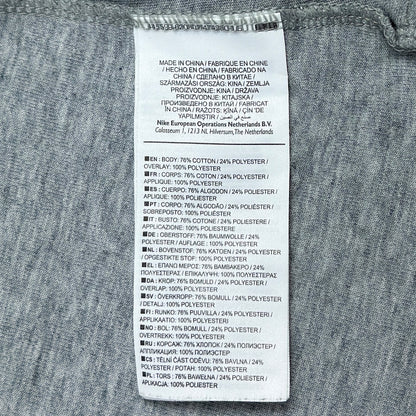 MADE IN CHINA / FABRIQUE EN CHINE
/ HECHO EN CHINA / FABRICADO NA
CHINA / СДЕЛАНО В КИТАЕ /
SZÁRMAZÁSI ORSZÁG: KÍNA / ZEMLJA
PROIZVODNJE: KINA / KITAJSKA /
ПРОИЗВЕДЕНО В КИТАЙ / FABRICAT
ÎN CHINA / RAŽOTS: ĶĪNĀ / ÇİN'DE
YAPILMIŞTIR / صنع في الصين
Nike European Operations Netherlands B.V.
Colosseum 1, 1213 NL Hilversum, The Netherlands
EN: BODY: 76% COTTON / 24% POLYESTER /
OVERLAY: 100% POLYESTER
FR: CORPS: 76% COTON / 24% POLYESTER /
APPLIQUE: 100% POLYESTER
ES: CUERPO: 76% ALGODÓN / 24% POLIÉSTER /
APLIQUE: 100% POLIÉSTER
PT: CORPO: 76% ALGODÃO / 24% POLIÉSTER /
SOBREPOSTO: 100% POLIÉSTER
IT: BUSTO: 76% COTONE / 24% POLIESTERE /
APPLICAZIONE: 100% POLIESTERE
DE: OBERSTOFF: 76% BAUMWOLLE / 24%
POLYESTER / AUFLAGE: 100% POLYESTER
NL: BOVENSTOF: 76% KATOEN / 24% POLYESTER
/ OPGESTIKTE STOF: 100% POLYESTER
EL: ΕΠΑΝΩ ΜΕΡΟΣ: 76% ΒΑΜΒΑΚΕΡΟ / 24%
ΠΟΛΥΕΣΤΕΡΑΣ / ΕΠΙΚΑΛΥΨΗ: 100% ΠΟΛΥΕΣΤΕΡΑΣ
DA: KROP: 76% BOMULD / 24% POLYESTER /
OVERLAP: 100% POLYESTER
SV: ÖVERKROPP: 76% BOMULL / 24% POLYESTER
/ DETALJ: 100% POLYESTER
FI: RUNKO: 76% PUUVILLA / 24% POLYESTERI /
APPLIKAATIO: 100% POLYESTERI
NO: BOL: 76% BOMULL / 24% POLYESTER /
OVERLAY: 100% POLYESTER
RU: КОРСАЖ: 76% ХЛОПОК / 24% ПОЛИЭСТЕР /
АППЛИКАЦИЯ: 100% ПОЛИЭСТЕР
CS: TĚLNÍ ČÁST ODĚVU: 76% BAVLNA / 24%
POLYESTER / POTAH: 100% POLYESTER
PL: TORS: 76% BAWEŁNA / 24% POLIESTER /
APLIKACJA: 100% POLIESTER